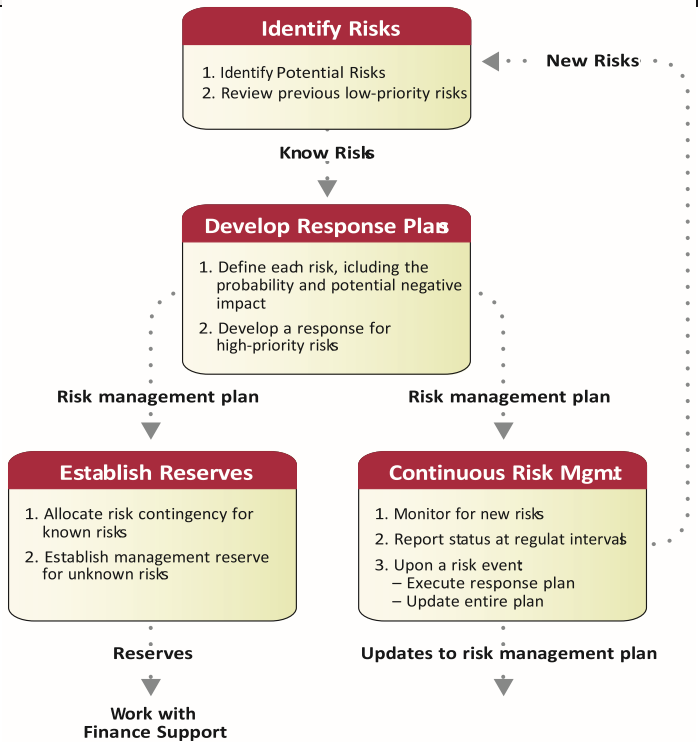 Identify Risks
1. Identify Potential Risks
2. Review previous low-priority risks
New Risks
Know Risks
Develop Response Plans
1. Define each risk, icluding the
probability and potential negative
impact
2. Develop a response for
high-priority risks
Risk management plan
Risk management plan
Establish Reserves
1. Allocate risk contingency for
known risks
2. Establish management reserve
for unknown risks
Continuous Risk Mgmt.
1. Monitor for new risks
2. Report status at regulat intervals
3. Upon a risk event:
– Execute response plan
– Update entire plan
Reserves
Updates to risk management plan
Work with
Finance Support